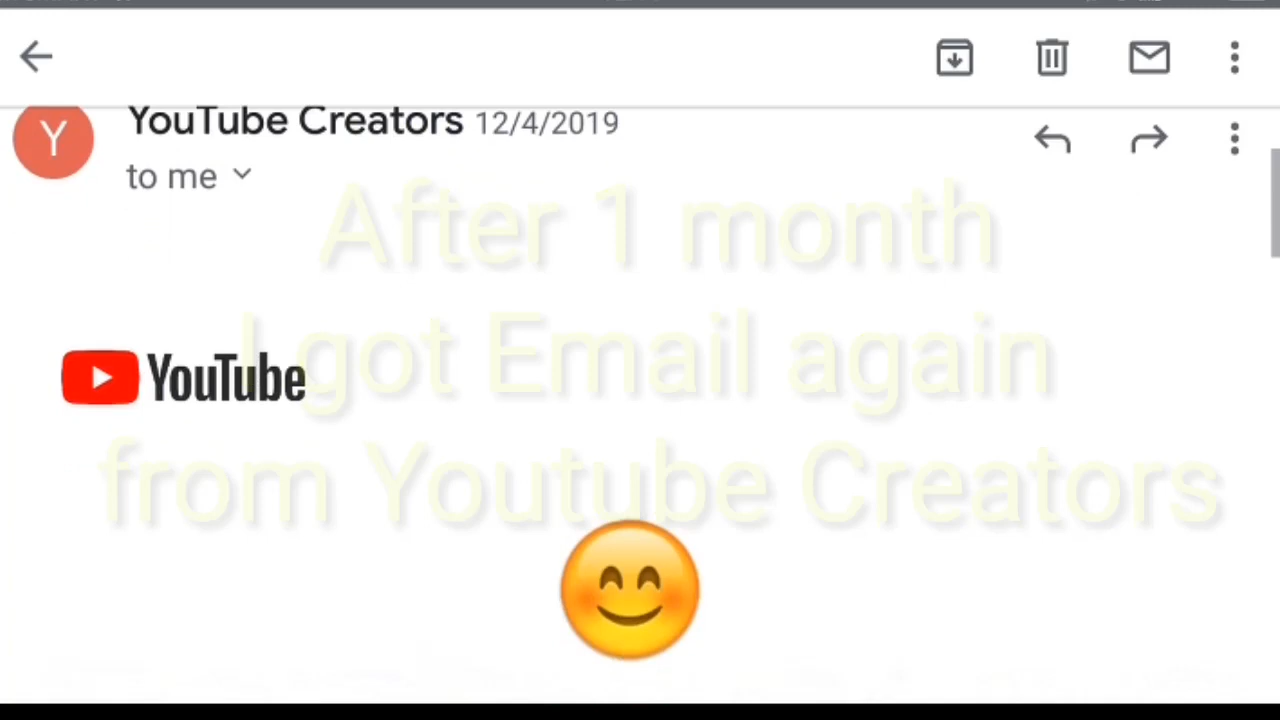 YouTube Creators 12/4/2019
Y
to me
After 1 month
I got Email again
YouTube
from Youtube Creators